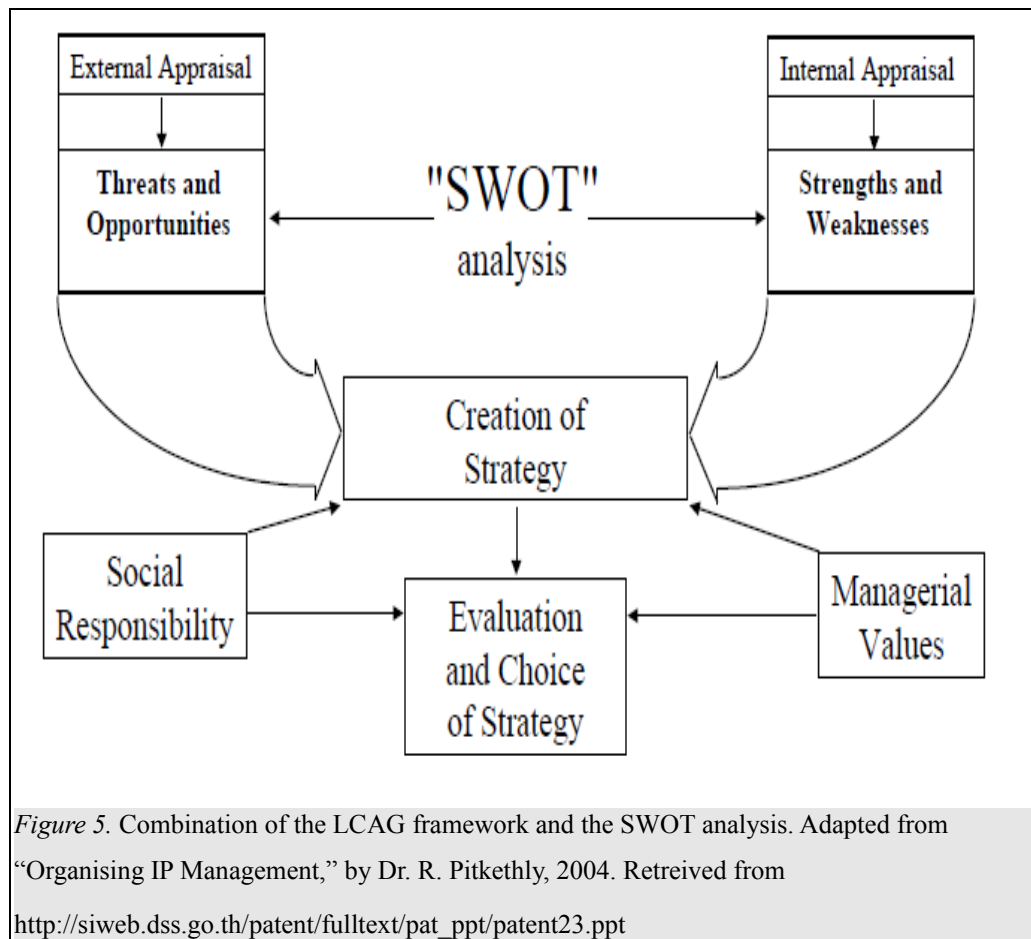 External Appraisal
Threats and
Opportunities
"SWOT"
analysis
Internal Appraisal
Strengths and
Weaknesses
Creation of
Strategy
Social
Responsibility
Evaluation
and Choice
of Strategy
Managerial
Values
Figure 5. Combination of the LCAG framework and the SWOT analysis. Adapted from
“Organising IP Management,” by Dr. R. Pitkethly, 2004. Retreived from
http://siweb.dss.go.th/patent/fulltext/pat_ppt/patent23.ppt